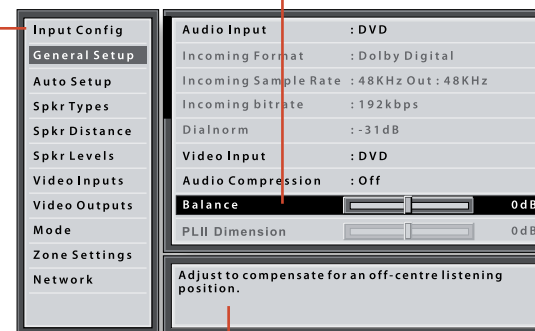 Input Config
General Setup
Auto Setup
Spkr Types
Spkr Distance
Spkr Levels
Video Inputs
Video Outputs
Mode
Zone Settings
Network
Audio Input : DVD
Incoming Format : Dolby Digital
Incoming Sample Rate : 48KHz Out : 48KHz
Incoming bitrate : 192kbps
Dialnorm : -31dB
Video Input : DVD
Audio Compression : Off
Balance 0dB
PLII Dimension 0dB
Adjust to compensate for an off-centre listening
position.